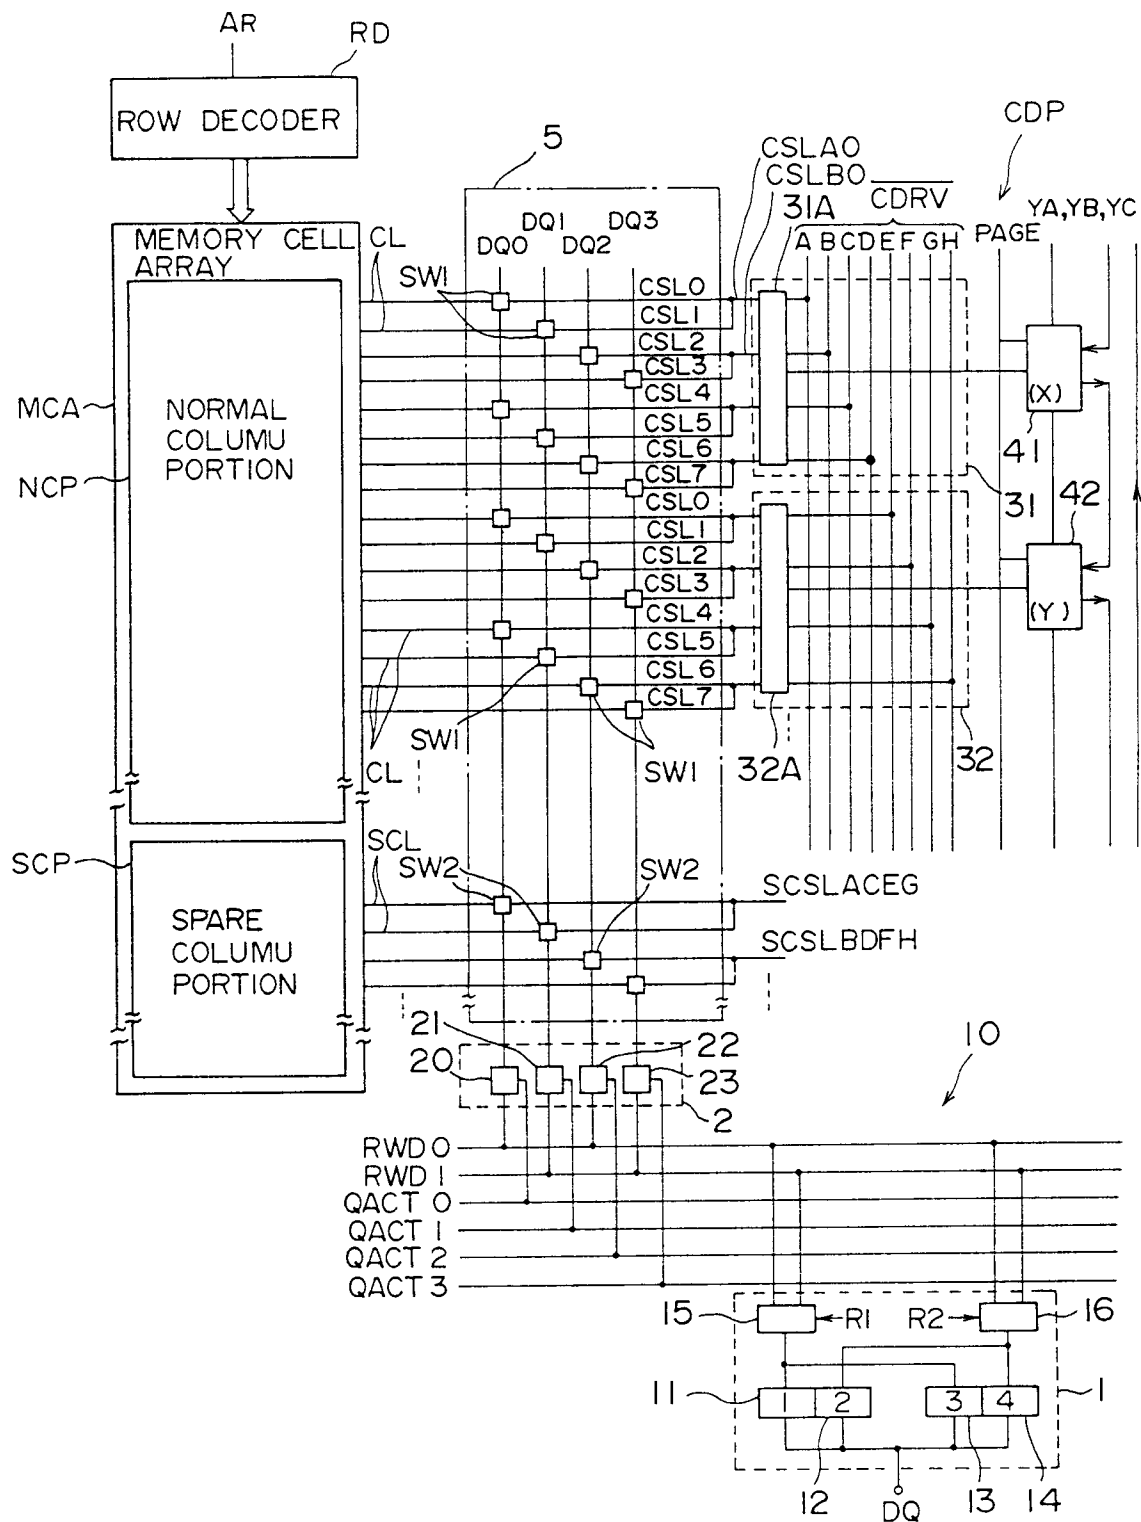 AR
RD
ROW DECODER
5
CSLA0
CSLB0
CDRV
CDP
31A
A B C D E F G H
PAGE
YA,YB,YC
MEMORY CELL
ARRAY
CL
DQ0
DQ1
DQ2
DQ3
SW1
CSL0
CSL1
CSL2
CSL3
CSL4
CSL5
CSL6
CSL7
(X)
41
31
MCA
NCP
NORMAL
COLUMU
PORTION
CSL0
CSL1
CSL2
CSL3
CSL4
CSL5
CSL6
CSL7
42
(Y)
SW1
SW1
CL
32A
32
SCP
SCL
SW2
SW2
SCSLACEG
SCSLBDFH
SPARE
COLUMU
PORTION
21
20
22
23
2
10
RWD0
RWD1
QACT 0
QACT 1
QACT 2
QACT 3
15
R1
R2
16
11
1
2
3
4
1
12
DQ
13
14